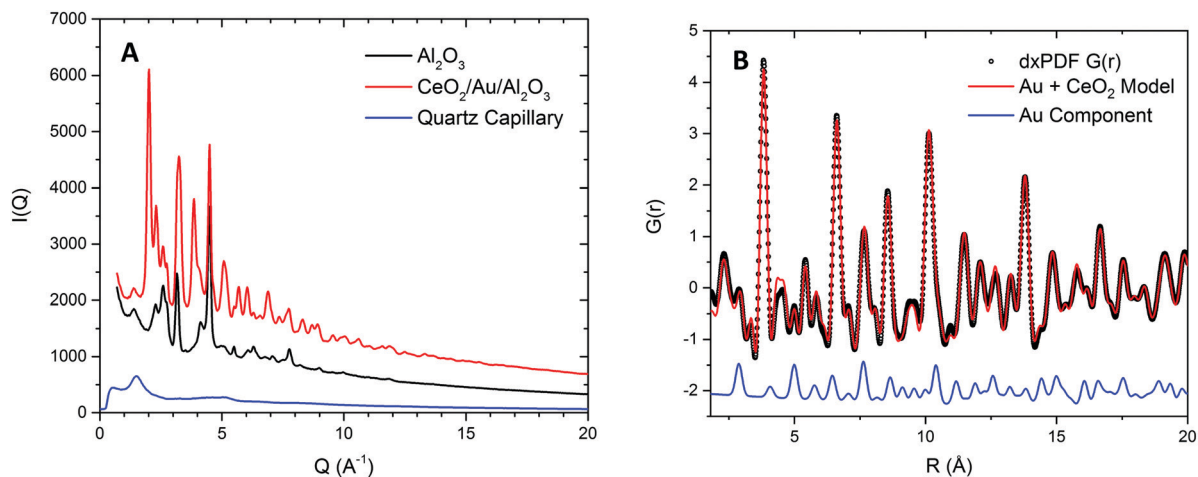 A
Al₂O₃
CeO₂/Au/Al₂O₃
Quartz Capillary
I(Q)
7000
6000
5000
4000
3000
2000
1000
0
0 5 10 15 20
Q (A⁻¹)
B
dxPDF G(r)
Au + CeO₂ Model
Au Component
G(r)
5
4
3
2
1
0
-1
-2
5 10 15 20
R (Å)